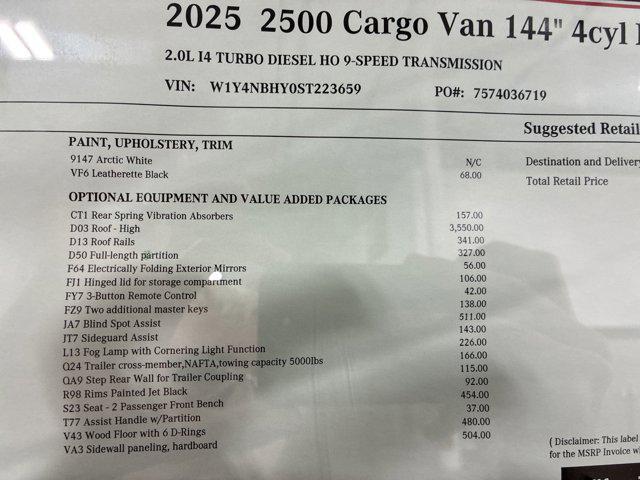 2025 2500 Cargo Van 144" 4cyl
2.0L I4 TURBO DIESEL HO 9-SPEED TRANSMISSION
VIN: W1Y4NBHY0ST223659 PO#: 7574036719
Suggested Retail
PAINT, UPHOLSTERY, TRIM
9147 Arctic White N/C
VF6 Leatherette Black 68.00
Destination and Delivery
Total Retail Price
OPTIONAL EQUIPMENT AND VALUE ADDED PACKAGES
CT1 Rear Spring Vibration Absorbers 157.00
D03 Roof - High 3,550.00
D13 Roof Rails 341.00
D50 Full-length partition 327.00
F64 Electrically Folding Exterior Mirrors 56.00
FJ1 Hinged lid for storage compartment 106.00
FY7 3-Button Remote Control 42.00
FZ9 Two additional master keys 138.00
JA7 Blind Spot Assist 511.00
JT7 Sideguard Assist 143.00
L13 Fog Lamp with Cornering Light Function 226.00
Q24 Trailer cross-member,NAFTA,towing capacity 5000lbs 166.00
QA9 Step Rear Wall for Trailer Coupling 115.00
R98 Rims Painted Jet Black 92.00
S23 Seat - 2 Passenger Front Bench 454.00
T77 Assist Handle w/Partition 37.00
V43 Wood Floor with 6 D-Rings 480.00
VA3 Sidewall paneling, hardboard 504.00
( Disclaimer: This label
for the MSRP Invoice